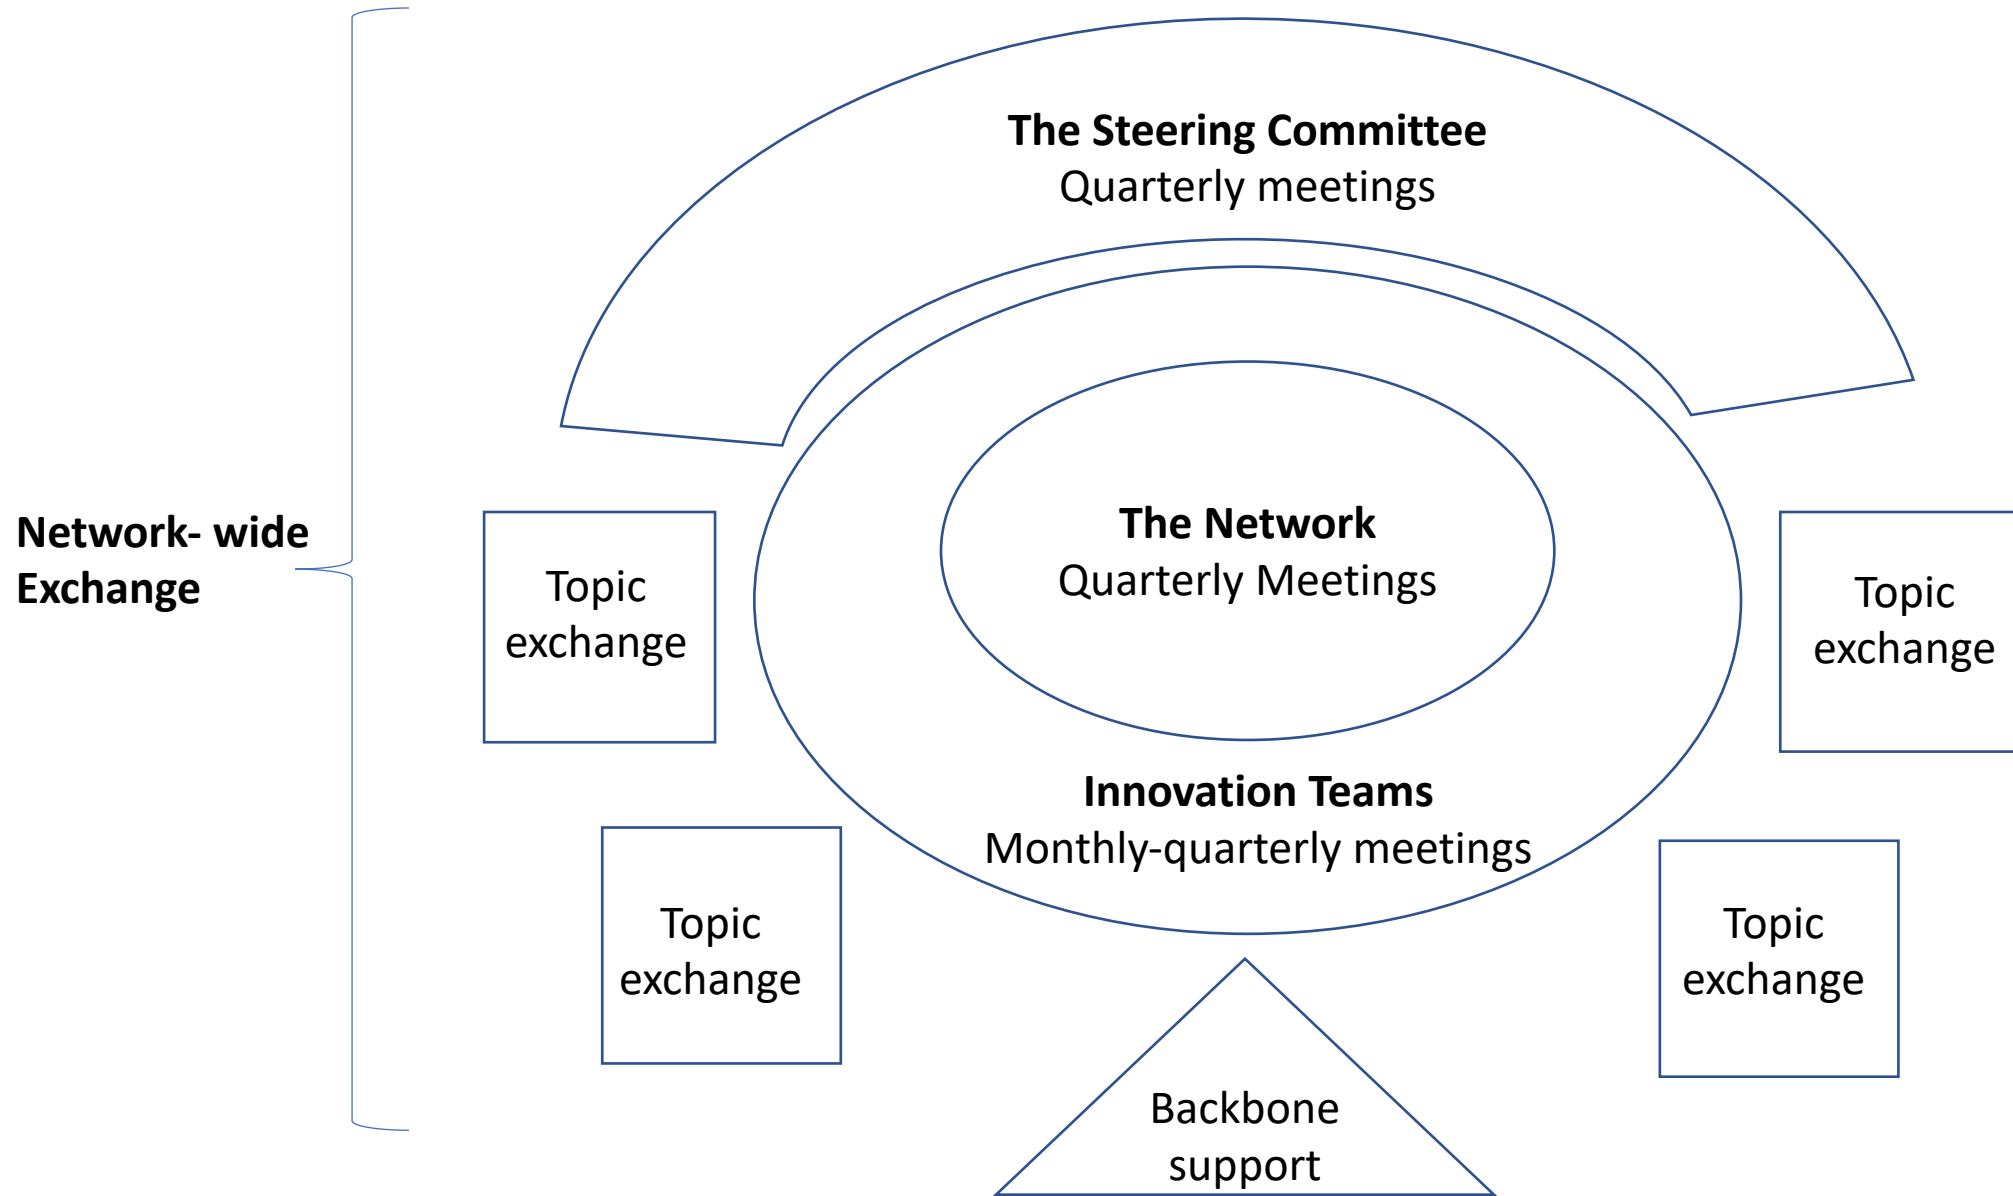 The Steering Committee
Quarterly meetings
Network- wide
Exchange
The Network
Quarterly Meetings
Topic
exchange
Topic
exchange
Innovation Teams
Monthly-quarterly meetings
Topic
exchange
Topic
exchange
Backbone
support